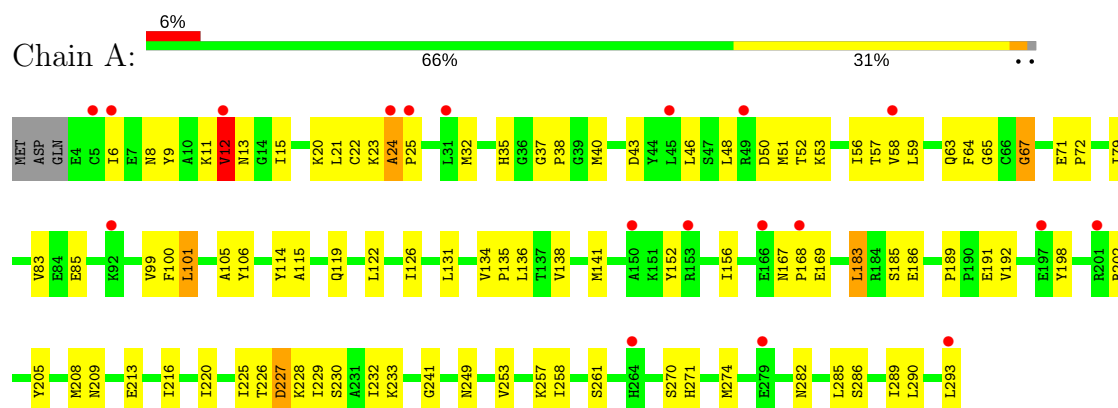 6%
Chain A:
66% 31% . .
MET ASP GLN E4 C5 I6 E7 N8 Y9 A10 K11 V12 N13 G14 I15 K20 L21 C22 K23 A24 P25 L31 M32 H35 G36 G37 P38 G39 M40 D43 Y44 L45 L46 S47 L48 R49 D50 M51 T52 K53 I56 T57 V58 L59 Q63 F64 G65 C66 G67 E71 P72 I79
V83 E84 E85 K92 V99 F100 L101 A105 Y106 Y114 A115 Q119 L122 I126 L131 V134 P135 L136 T137 V138 M141 A150 K151 Y152 R153 I156 E166 N167 P168 E169 L183 R184 S185 E186 P189 P190 E191 V192 E197 Y198 R201 P202
Y205 M208 N209 E213 I216 I220 I225 T226 D227 K228 I229 S230 A231 I232 K233 G241 N249 V253 K257 I258 S261 H264 S270 H271 M274 E279 N282 L285 S286 I289 L290 L293